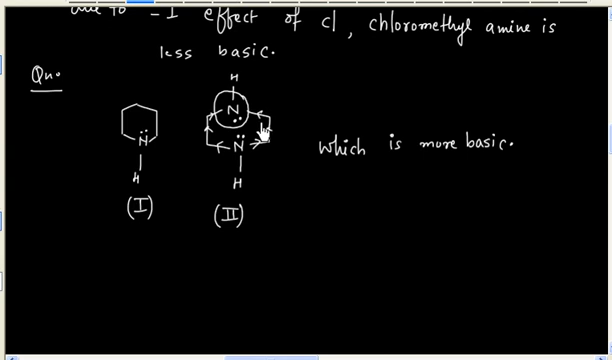 due to -I effect of cl, chloromethyl amine is
less basic.
Qn.
H
N
N
N
H
H
which is more basic.
(I)
(II)